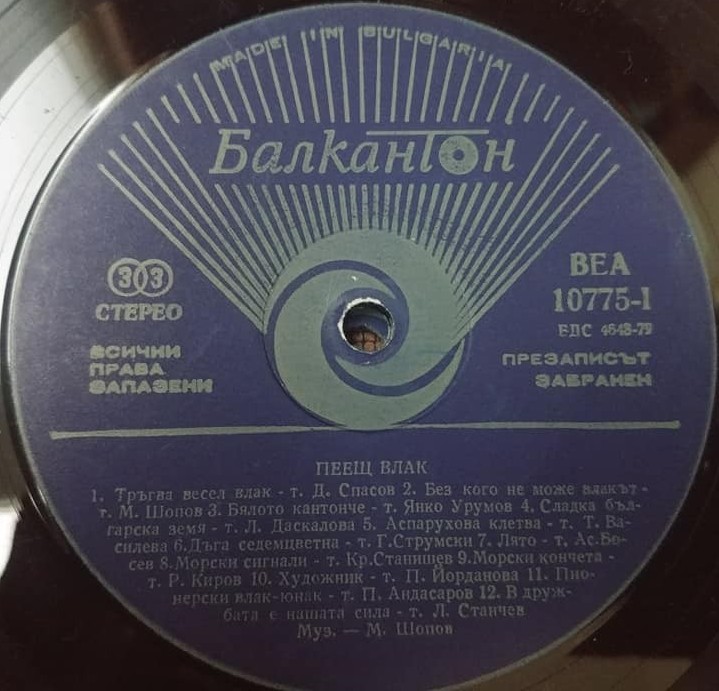 MADE IN BULGARIA
Балкантон
33
СТЕРЕО
ВСИЧНИ
ПРАВА
ЗАПАЗЕНИ
ВЕА
10775-1
БДС 4648-79
ПРЕЗАПИСЪТ
ЗАБРАНЕН
ПЕЕЩ ВЛАК
1. Тръгва весел влак - т. Д. Спасов 2. Без кого не може влакът -
т. М. Шопов 3. Бялото кантонче - т. Янко Урумов 4. Сладка бъл-
гарска земя - т. Л. Даскалова 5. Аспарухова клетва - т. Т. Ва-
силева 6. Дъга седемцветна - т. Г. Струмски 7. Лято - т. Ас. Бо-
сев 8. Морски сигнали - т. Кр. Станишев 9. Морски кончета -
т. Р. Киров 10. Художник - т. П. Йорданова 11. Пио-
нерски влак-юнак - т. П. Андасаров 12. В друж-
бата е нашата сила - т. Л. Станчев
Муз. — М. Шопов